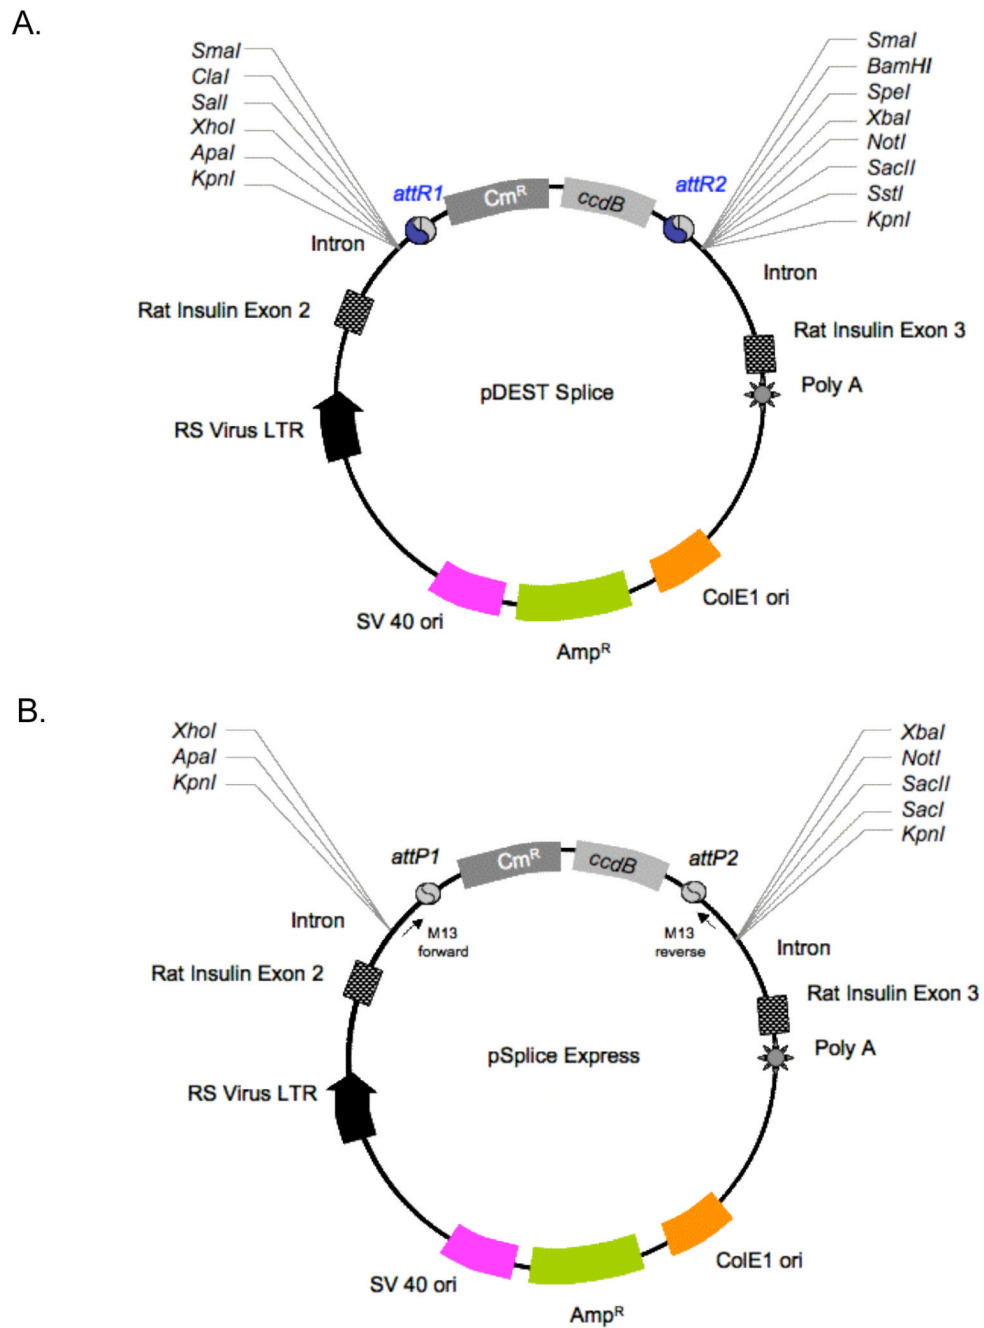 A.
SmaI
ClaI
SalI
XhoI
ApaI
KpnI
SmaI
BamHI
SpeI
XbaI
NotI
SacII
SstI
KpnI
attR1
CmR
ccdB
attR2
Intron
Intron
Rat Insulin Exon 2
Rat Insulin Exon 3
Poly A
pDEST Splice
RS Virus LTR
ColE1 ori
SV 40 ori
AmpR
B.
XhoI
ApaI
KpnI
XbaI
NotI
SacII
SacI
KpnI
attP1
CmR
ccdB
attP2
Intron
M13
forward
M13
reverse
Intron
Rat Insulin Exon 2
Rat Insulin Exon 3
Poly A
pSplice Express
RS Virus LTR
ColE1 ori
SV 40 ori
AmpR